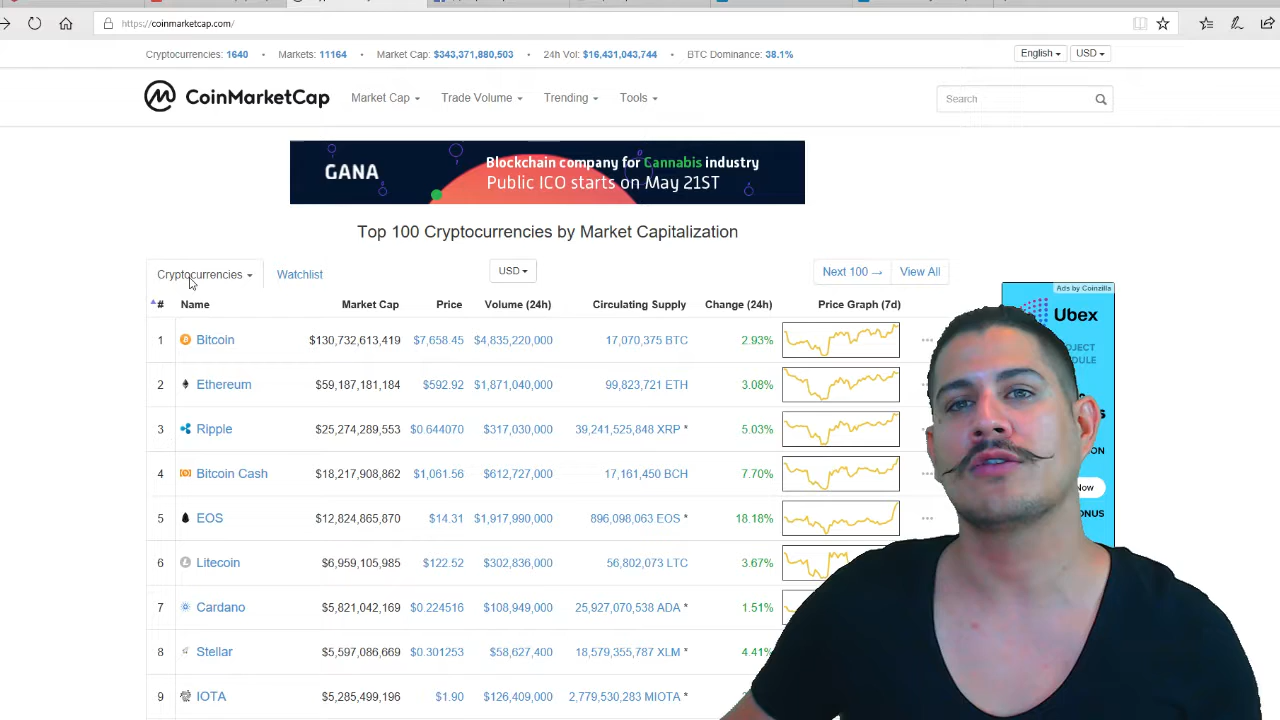 https://coinmarketcap.com/
Cryptocurrencies: 1640 • Markets: 11164 • Market Cap: $343,371,880,503 • 24h Vol: $16,431,043,744 • BTC Dominance: 38.1% English USD
CoinMarketCap Market Cap Trade Volume Trending Tools Search
GANA Blockchain company for Cannabis industry
Public ICO starts on May 21ST
Top 100 Cryptocurrencies by Market Capitalization
Cryptocurrencies Watchlist USD Next 100 → View All
# Name Market Cap Price Volume (24h) Circulating Supply Change (24h) Price Graph (7d)
1 Bitcoin $130,732,613,419 $7,658.45 $4,835,220,000 17,070,375 BTC 2.93%
2 Ethereum $59,187,181,184 $592.92 $1,871,040,000 99,823,721 ETH 3.08%
3 Ripple $25,274,289,553 $0.644070 $317,030,000 39,241,525,848 XRP * 5.03%
4 Bitcoin Cash $18,217,908,862 $1,061.56 $612,727,000 17,161,450 BCH 7.70%
5 EOS $12,824,865,870 $14.31 $1,917,990,000 896,098,063 EOS * 18.18%
6 Litecoin $6,959,105,985 $122.52 $302,836,000 56,802,073 LTC 3.67%
7 Cardano $5,821,042,169 $0.224516 $108,949,000 25,927,070,538 ADA * 1.51%
8 Stellar $5,597,086,669 $0.301253 $58,627,400 18,579,355,787 XLM * 4.41%
9 IOTA $5,285,499,196 $1.90 $126,409,000 2,779,530,283 MIOTA *
Ads by Coinzilla
Ubex